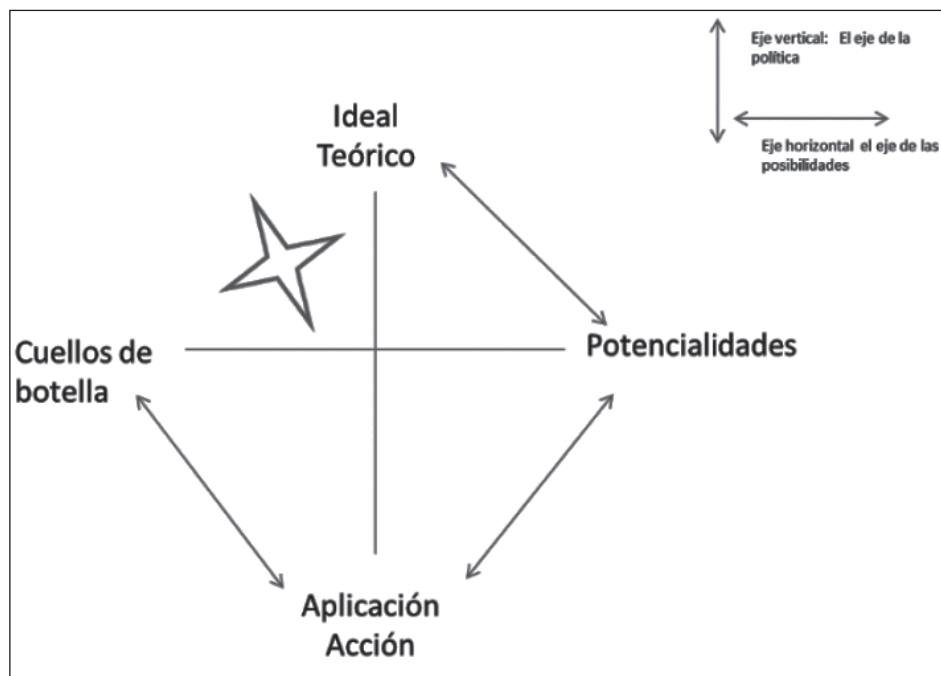 Eje vertical: El eje de la
política
Eje horizontal el eje de las
posibilidades
Ideal
Teórico
Cuellos de
botella
Potencialidades
Aplicación
Acción